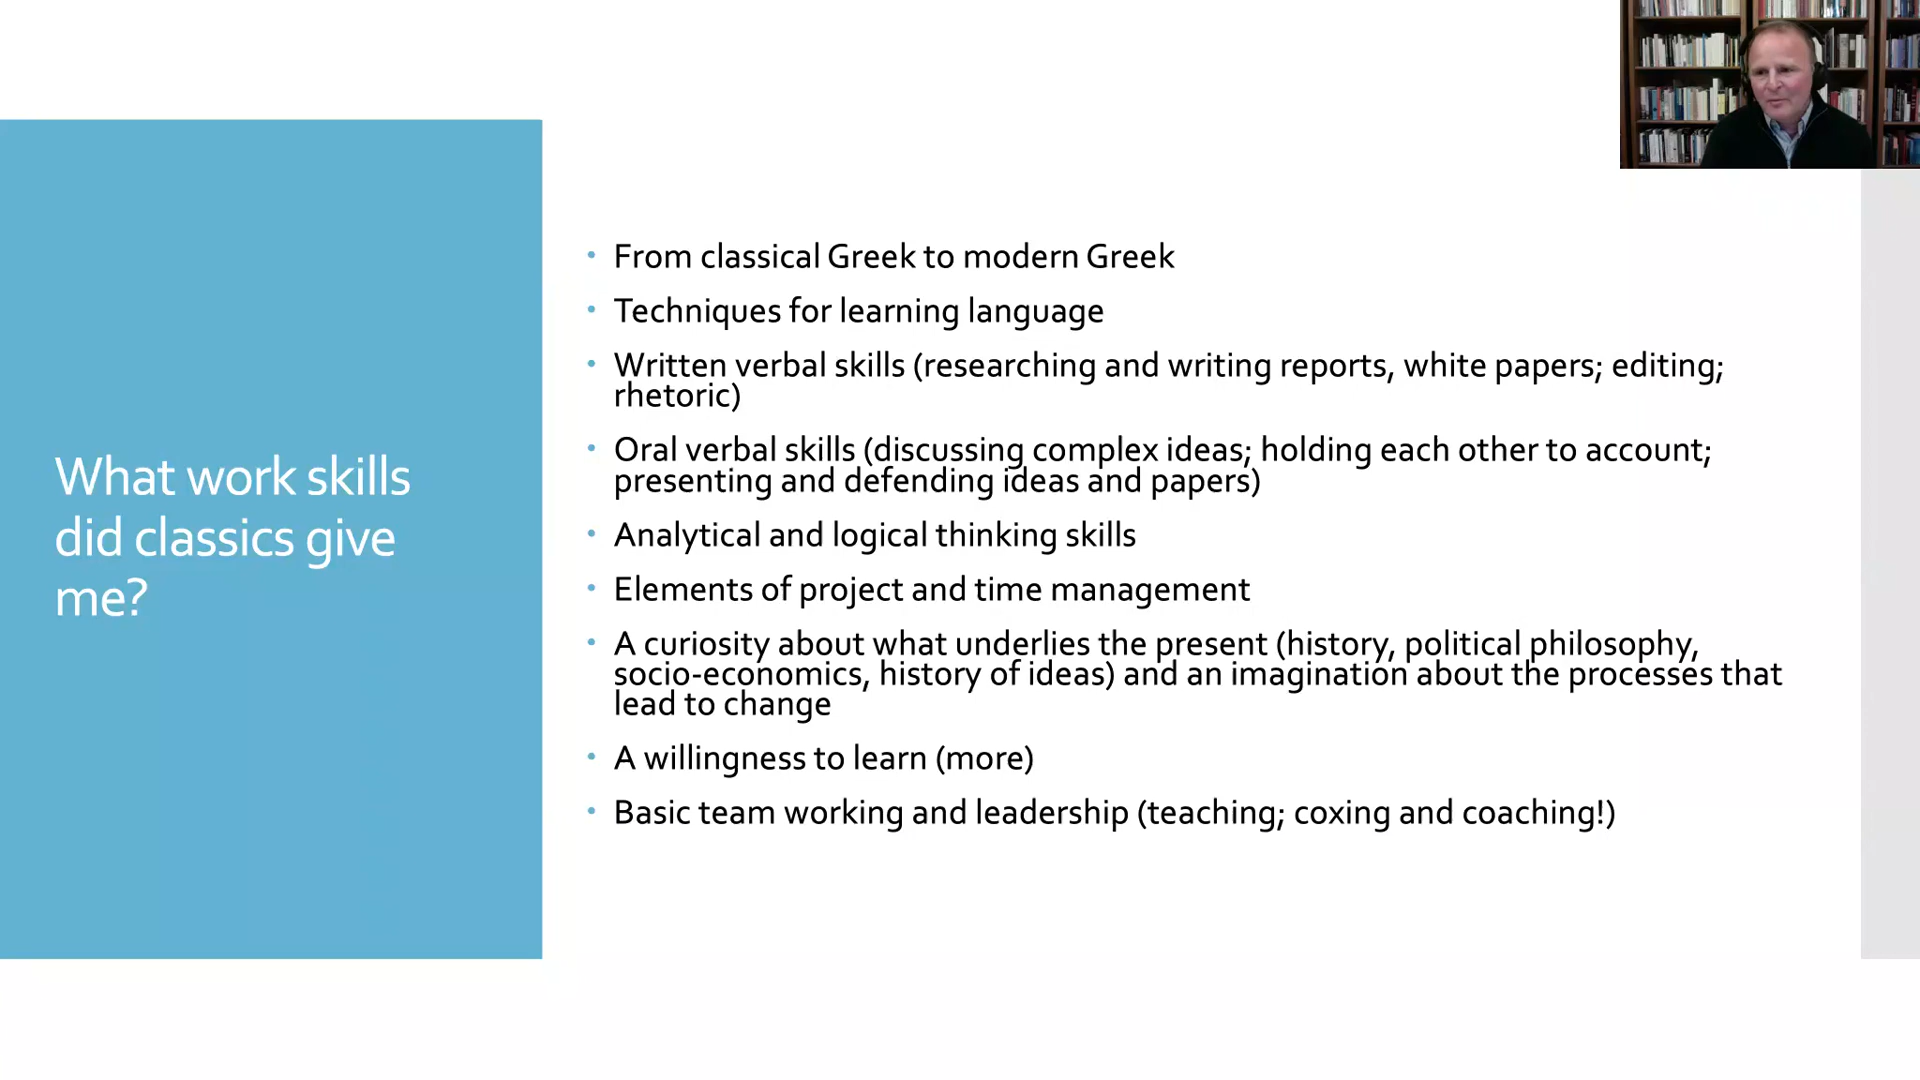 What work skills
did classics give
me?
• From classical Greek to modern Greek
• Techniques for learning language
• Written verbal skills (researching and writing reports, white papers; editing;
rhetoric)
• Oral verbal skills (discussing complex ideas; holding each other to account;
presenting and defending ideas and papers)
• Analytical and logical thinking skills
• Elements of project and time management
• A curiosity about what underlies the present (history, political philosophy,
socio-economics, history of ideas) and an imagination about the processes that
lead to change
• A willingness to learn (more)
• Basic team working and leadership (teaching; coxing and coaching!)